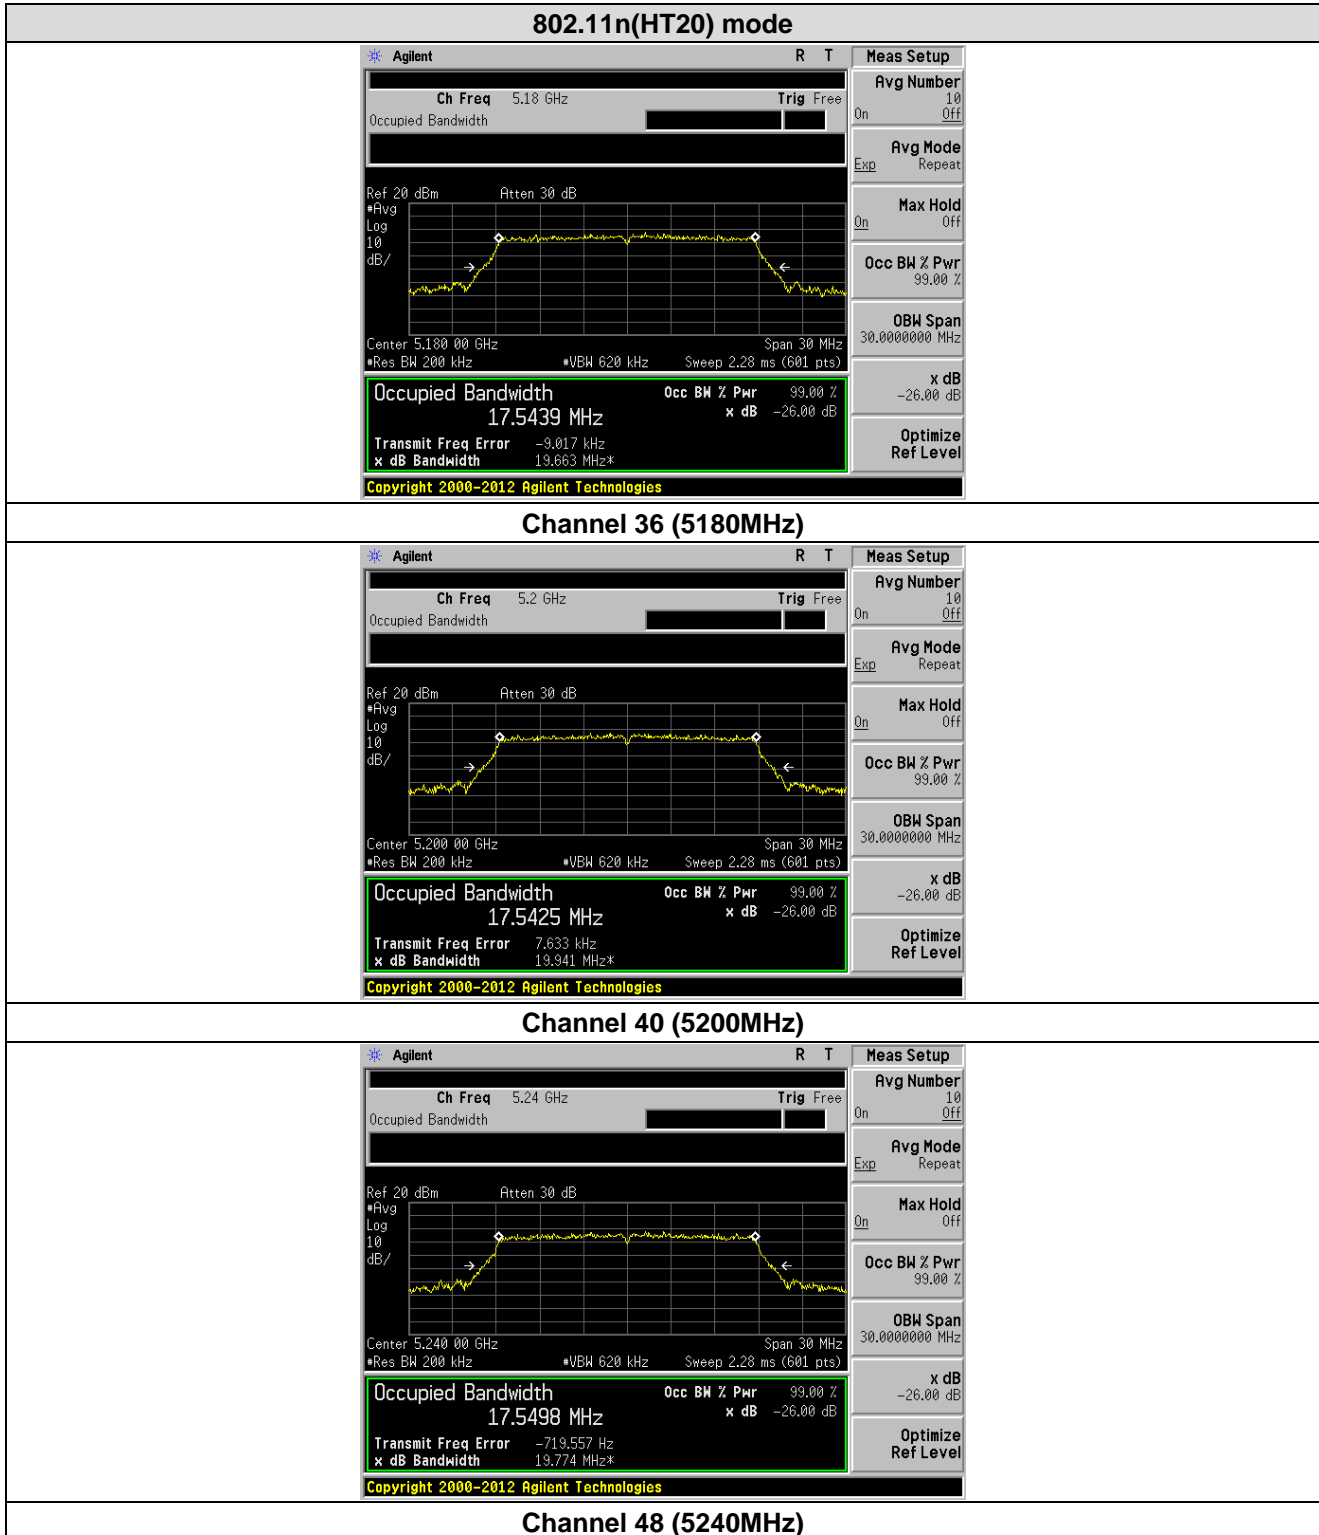 802.11n(HT20) mode
Agilent R T Meas Setup
Ch Freq 5.18 GHz Trig Free
Occupied Bandwidth
Avg Number
10
On Off
Avg Mode
Exp Repeat
Max Hold
On Off
Occ BW % Pwr
99.00 %
OBW Span
30.0000000 MHz
x dB
-26.00 dB
Optimize
Ref Level
Ref 20 dBm Atten 30 dB
#Avg
Log
10
dB/
Center 5.180 00 GHz Span 30 MHz
#Res BW 200 kHz #VBW 620 kHz Sweep 2.28 ms (601 pts)
Occupied Bandwidth Occ BW % Pwr 99.00 %
17.5439 MHz x dB -26.00 dB
Transmit Freq Error -9.017 kHz
x dB Bandwidth 19.663 MHz*
Copyright 2000-2012 Agilent Technologies
Channel 36 (5180MHz)
Agilent R T Meas Setup
Ch Freq 5.2 GHz Trig Free
Occupied Bandwidth
Avg Number
10
On Off
Avg Mode
Exp Repeat
Max Hold
On Off
Occ BW % Pwr
99.00 %
OBW Span
30.0000000 MHz
x dB
-26.00 dB
Optimize
Ref Level
Ref 20 dBm Atten 30 dB
#Avg
Log
10
dB/
Center 5.200 00 GHz Span 30 MHz
#Res BW 200 kHz #VBW 620 kHz Sweep 2.28 ms (601 pts)
Occupied Bandwidth Occ BW % Pwr 99.00 %
17.5425 MHz x dB -26.00 dB
Transmit Freq Error 7.633 kHz
x dB Bandwidth 19.941 MHz*
Copyright 2000-2012 Agilent Technologies
Channel 40 (5200MHz)
Agilent R T Meas Setup
Ch Freq 5.24 GHz Trig Free
Occupied Bandwidth
Avg Number
10
On Off
Avg Mode
Exp Repeat
Max Hold
On Off
Occ BW % Pwr
99.00 %
OBW Span
30.0000000 MHz
x dB
-26.00 dB
Optimize
Ref Level
Ref 20 dBm Atten 30 dB
#Avg
Log
10
dB/
Center 5.240 00 GHz Span 30 MHz
#Res BW 200 kHz #VBW 620 kHz Sweep 2.28 ms (601 pts)
Occupied Bandwidth Occ BW % Pwr 99.00 %
17.5498 MHz x dB -26.00 dB
Transmit Freq Error -719.557 Hz
x dB Bandwidth 19.774 MHz*
Copyright 2000-2012 Agilent Technologies
Channel 48 (5240MHz)